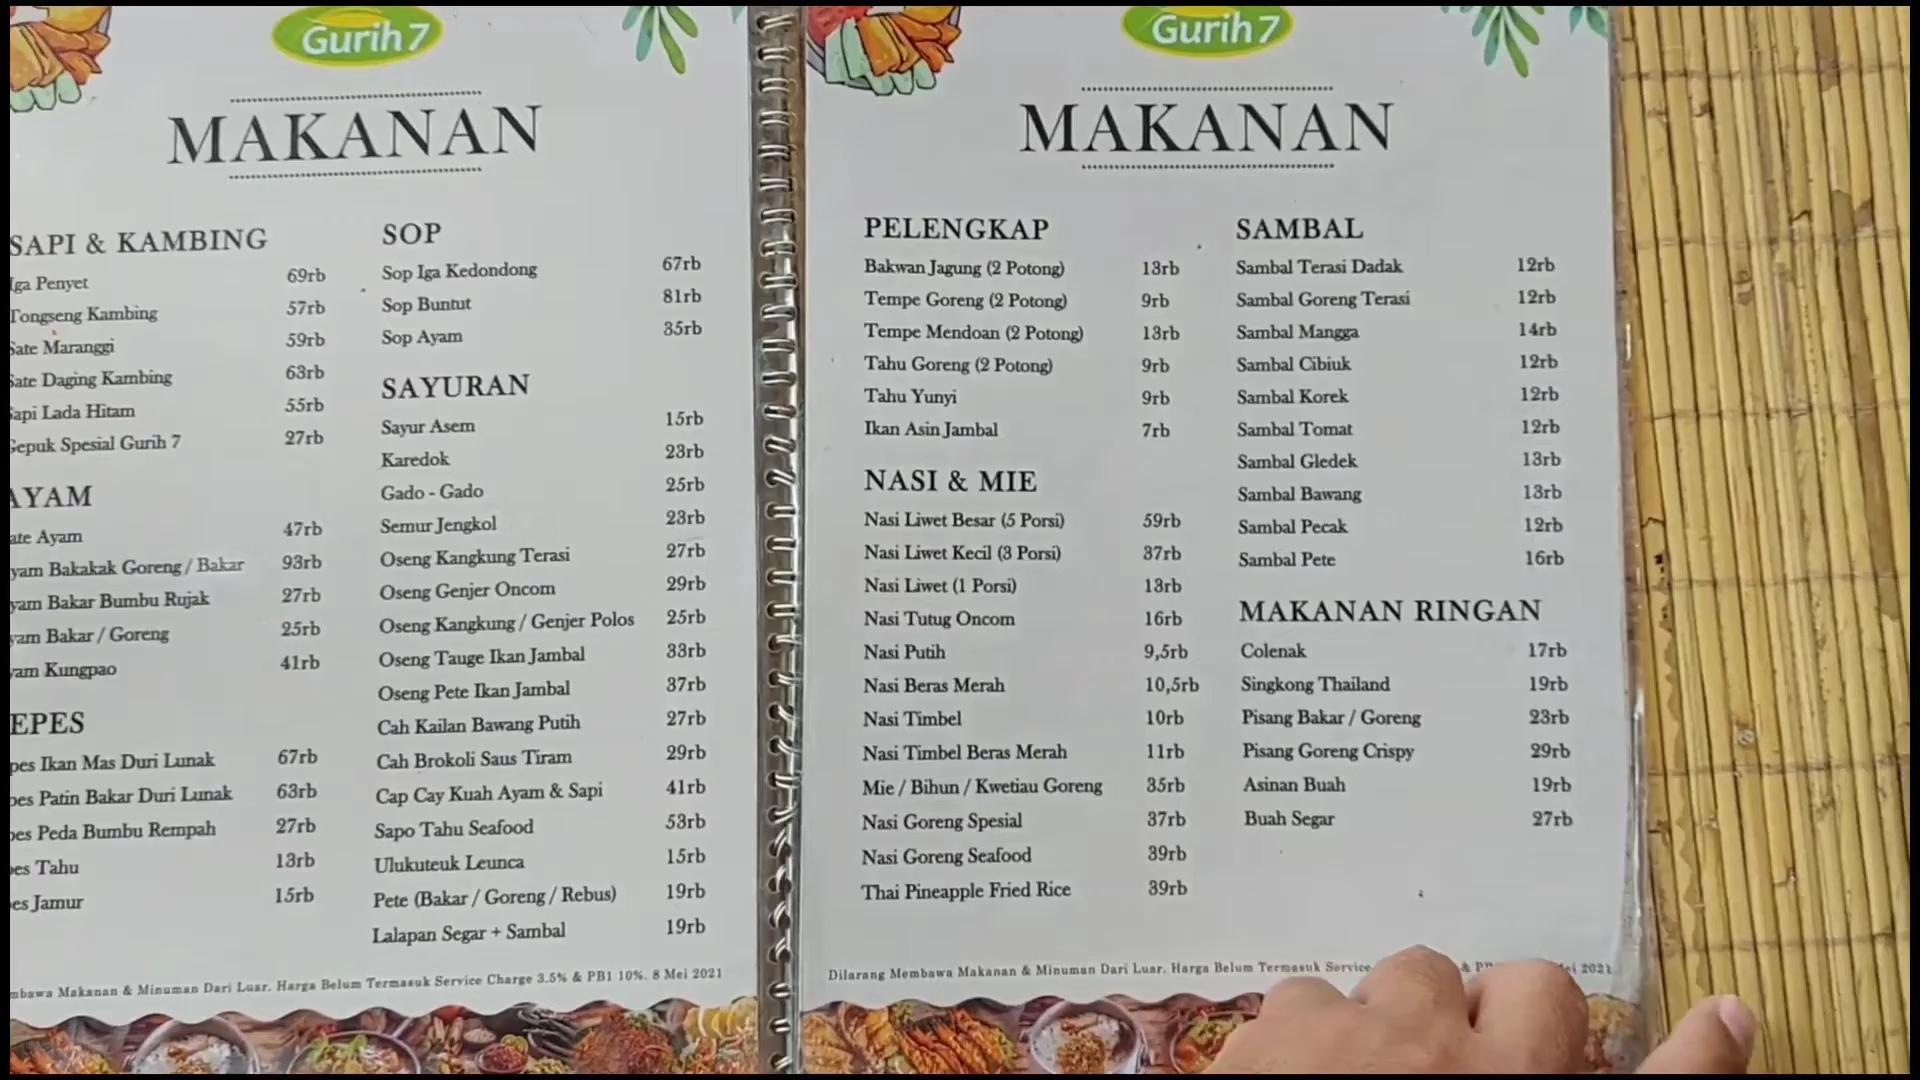 Gurih 7
MAKANAN
SAPI & KAMBING
Iga Penyet 69rb
Tongseng Kambing 57rb
Sate Maranggi 59rb
Sate Daging Kambing 63rb
Sapi Lada Hitam 55rb
Gepuk Spesial Gurih 7 27rb
AYAM
ate Ayam 47rb
yam Bakakak Goreng / Bakar 93rb
yam Bakar Bumbu Rujak 27rb
yam Bakar / Goreng 25rb
yam Kungpao 41rb
EPES
pes Ikan Mas Duri Lunak 67rb
pes Patin Bakar Duri Lunak 63rb
pes Peda Bumbu Rempah 27rb
pes Tahu 13rb
pes Jamur 15rb
SOP
Sop Iga Kedondong 67rb
Sop Buntut 81rb
Sop Ayam 35rb
SAYURAN
Sayur Asem 15rb
Karedok 23rb
Gado - Gado 25rb
Semur Jengkol 23rb
Oseng Kangkung Terasi 27rb
Oseng Genjer Oncom 29rb
Oseng Kangkung / Genjer Polos 25rb
Oseng Tauge Ikan Jambal 33rb
Oseng Pete Ikan Jambal 37rb
Cah Kailan Bawang Putih 27rb
Cah Brokoli Saus Tiram 29rb
Cap Cay Kuah Ayam & Sapi 41rb
Sapo Tahu Seafood 53rb
Ulukuteuk Leunca 15rb
Pete (Bakar / Goreng / Rebus) 19rb
Lalapan Segar + Sambal 19rb
mbawa Makanan & Minuman Dari Luar. Harga Belum Termasuk Service Charge 3.5% & PB1 10%. 8 Mei 2021
Gurih 7
MAKANAN
PELENGKAP
Bakwan Jagung (2 Potong) 13rb
Tempe Goreng (2 Potong) 9rb
Tempe Mendoan (2 Potong) 13rb
Tahu Goreng (2 Potong) 9rb
Tahu Yunyi 9rb
Ikan Asin Jambal 7rb
NASI & MIE
Nasi Liwet Besar (5 Porsi) 59rb
Nasi Liwet Kecil (3 Porsi) 37rb
Nasi Liwet (1 Porsi) 13rb
Nasi Tutug Oncom 16rb
Nasi Putih 9,5rb
Nasi Beras Merah 10,5rb
Nasi Timbel 10rb
Nasi Timbel Beras Merah 11rb
Mie / Bihun / Kwetiau Goreng 35rb
Nasi Goreng Spesial 37rb
Nasi Goreng Seafood 39rb
Thai Pineapple Fried Rice 39rb
SAMBAL
Sambal Terasi Dadak 12rb
Sambal Goreng Terasi 12rb
Sambal Mangga 14rb
Sambal Cibiuk 12rb
Sambal Korek 12rb
Sambal Tomat 12rb
Sambal Gledek 13rb
Sambal Bawang 13rb
Sambal Pecak 12rb
Sambal Pete 16rb
MAKANAN RINGAN
Colenak 17rb
Singkong Thailand 19rb
Pisang Bakar / Goreng 23rb
Pisang Goreng Crispy 29rb
Asinan Buah 19rb
Buah Segar 27rb
Dilarang Membawa Makanan & Minuman Dari Luar. Harga Belum Termasuk Service & 2021